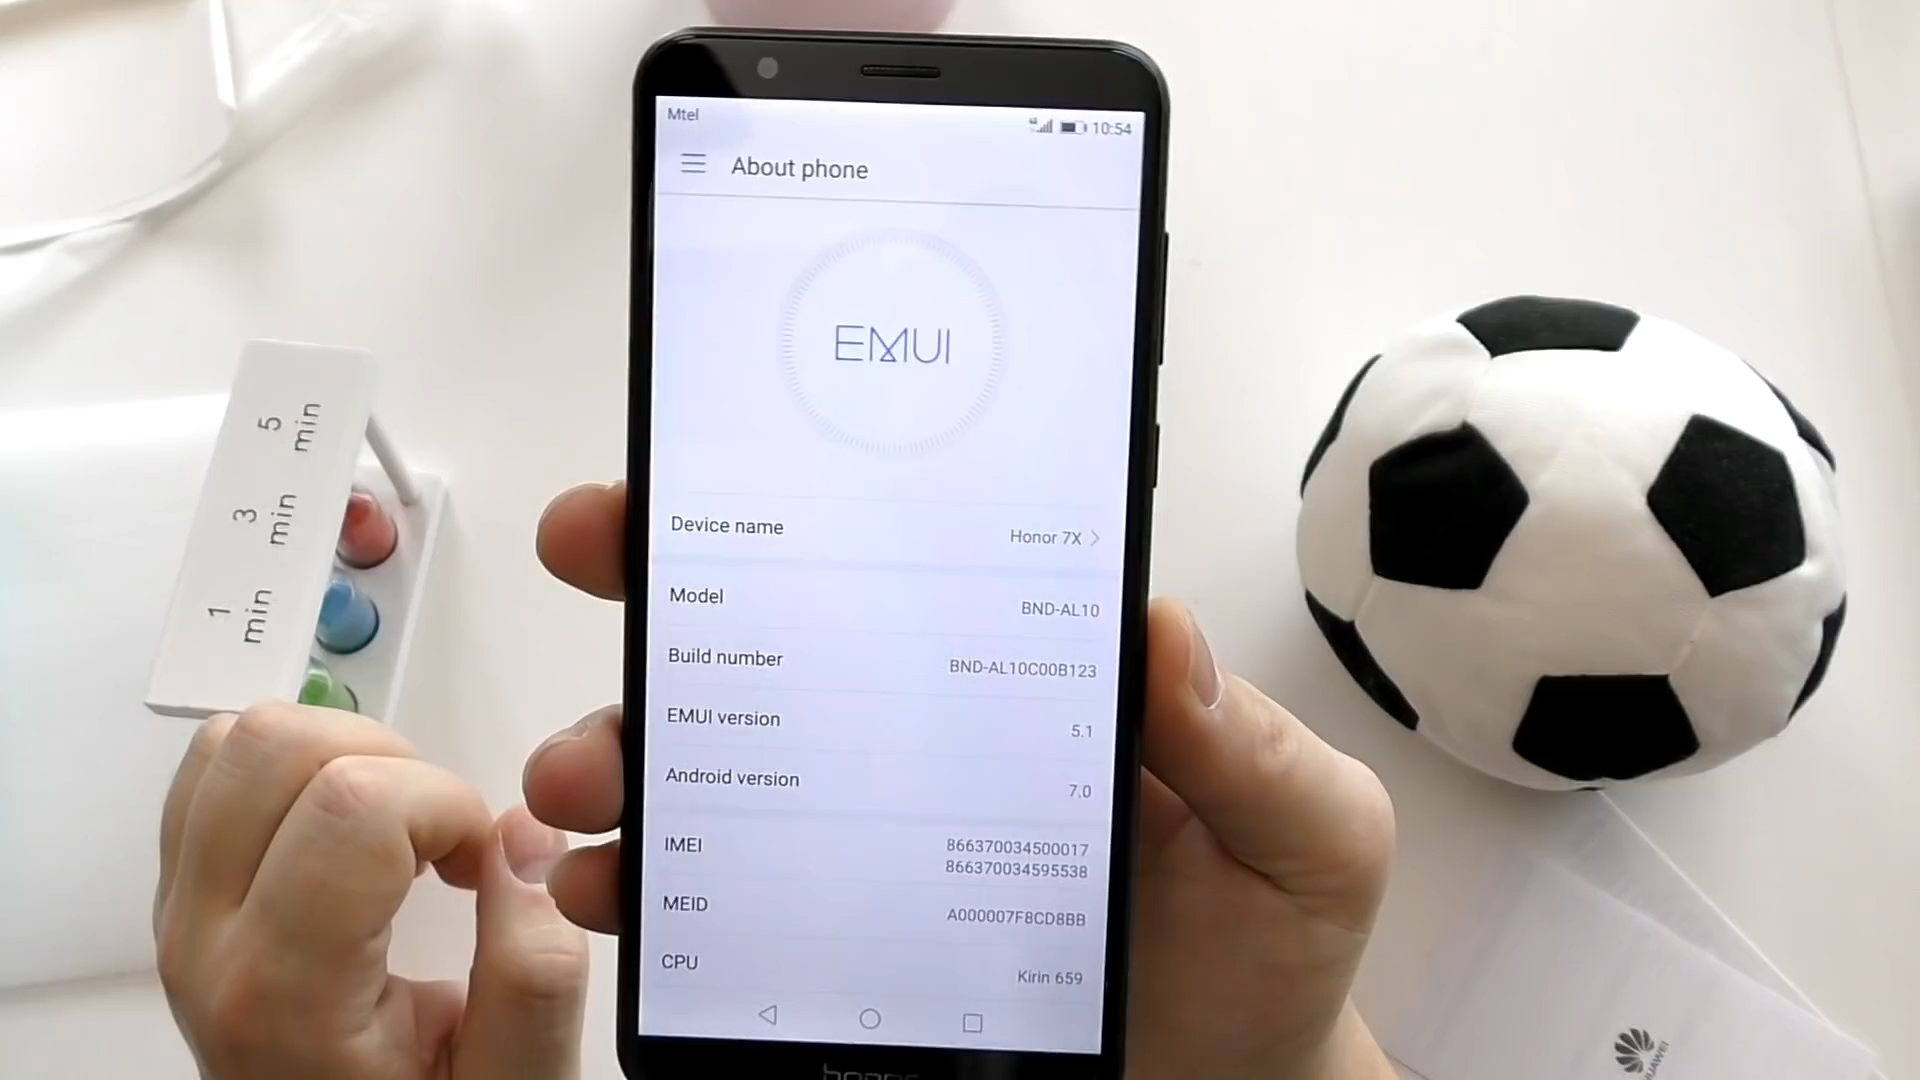 Mtel
10:54
About phone
EMUI
Device name
Honor 7X
Model
BND-AL10
Build number
BND-AL10C00B123
EMUI version
5.1
Android version
7.0
IMEI
866370034500017
866370034595538
MEID
A000007F8CD8BB
CPU
Kirin 659
honor
1 min
3 min
5 min
HUAWEI